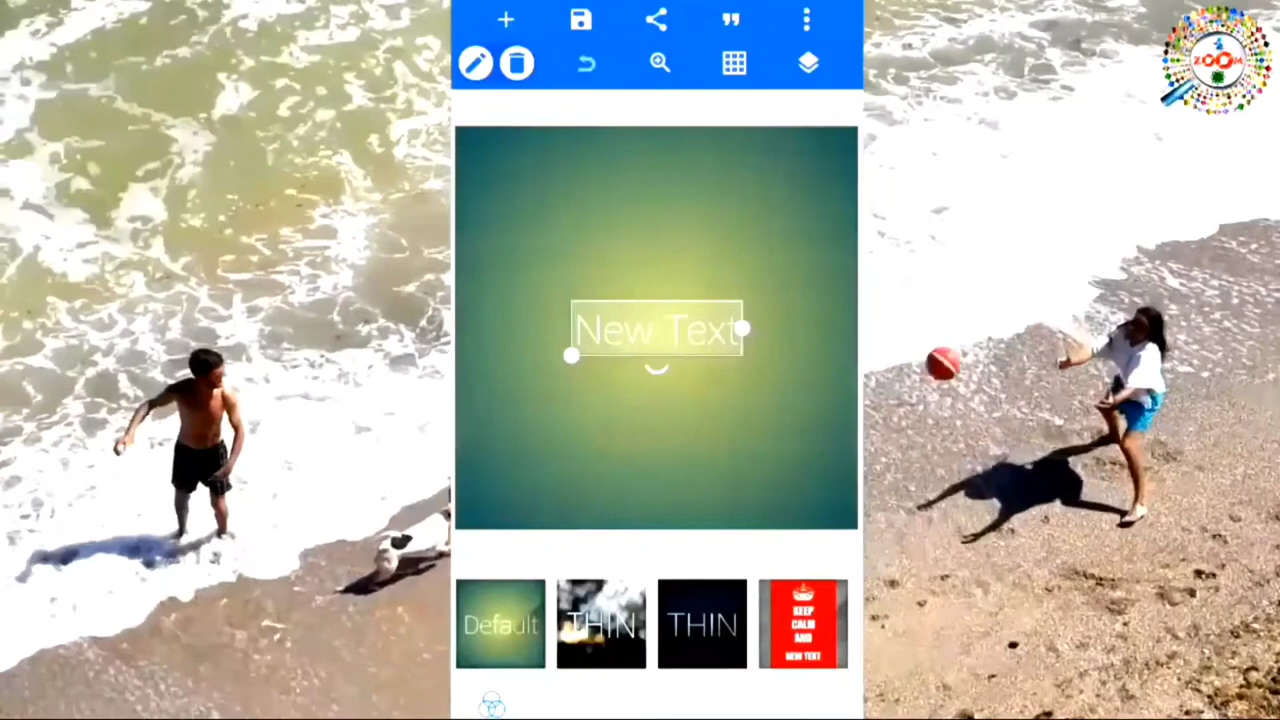 ZOOM
New Text
Default
THIN
THIN
KEEP
CALM
AND
NEW TEXT